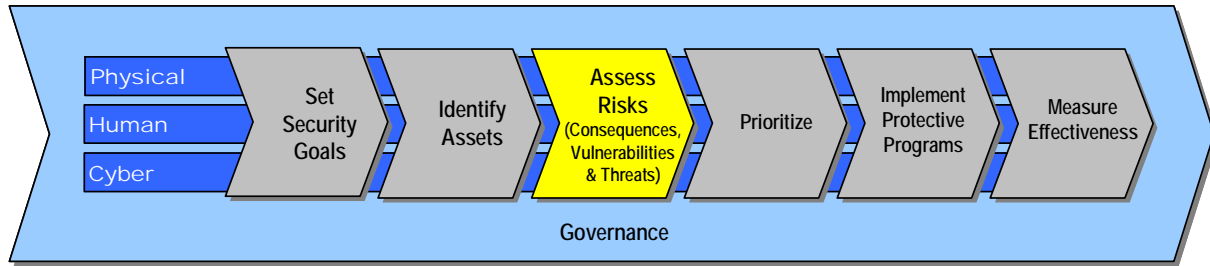 Physical
Human
Cyber
Set
Security
Goals
Identify
Assets
Assess
Risks
(Consequences,
Vulnerabilities
& Threats)
Prioritize
Implement
Protective
Programs
Measure
Effectiveness
Governance